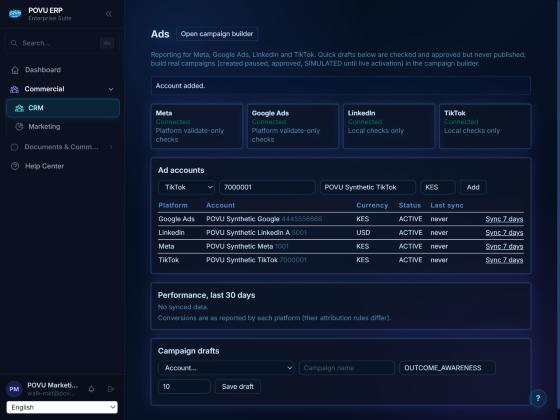 POVU ERP
Enterprise Suite
Search...
Dashboard
Commercial
CRM
Marketing
Documents & Comm...
Help Center
POVU Marketi...
PM
English
Ads
Open campaign builder
Reporting for Meta, Google Ads, LinkedIn and TikTok. Quick drafts below are checked and approved but never published;
build real campaigns (created paused, approved, SIMULATED until live activation) in the campaign builder.
Account added.
Meta
Connected
Platform validate-only
checks
Google Ads
Connected
Platform validate-only
checks
LinkedIn
Connected
Local checks only
TikTok
Connected
Local checks only
Ad accounts
TikTok 7000001 POVU Synthetic TikTok KES Add
Platform Account Currency Status Last sync
Google Ads POVU Synthetic Google 4445556666 KES ACTIVE never Sync 7 days
LinkedIn POVU Synthetic LinkedIn A 5001 USD ACTIVE never Sync 7 days
Meta POVU Synthetic Meta 1001 KES ACTIVE never Sync 7 days
TikTok POVU Synthetic TikTok 7000001 KES ACTIVE never Sync 7 days
Performance, last 30 days
No synced data.
Conversions are as reported by each platform (their attribution rules differ).
Campaign drafts
Account... Campaign name OUTCOME_AWARENESS
10 Save draft
?